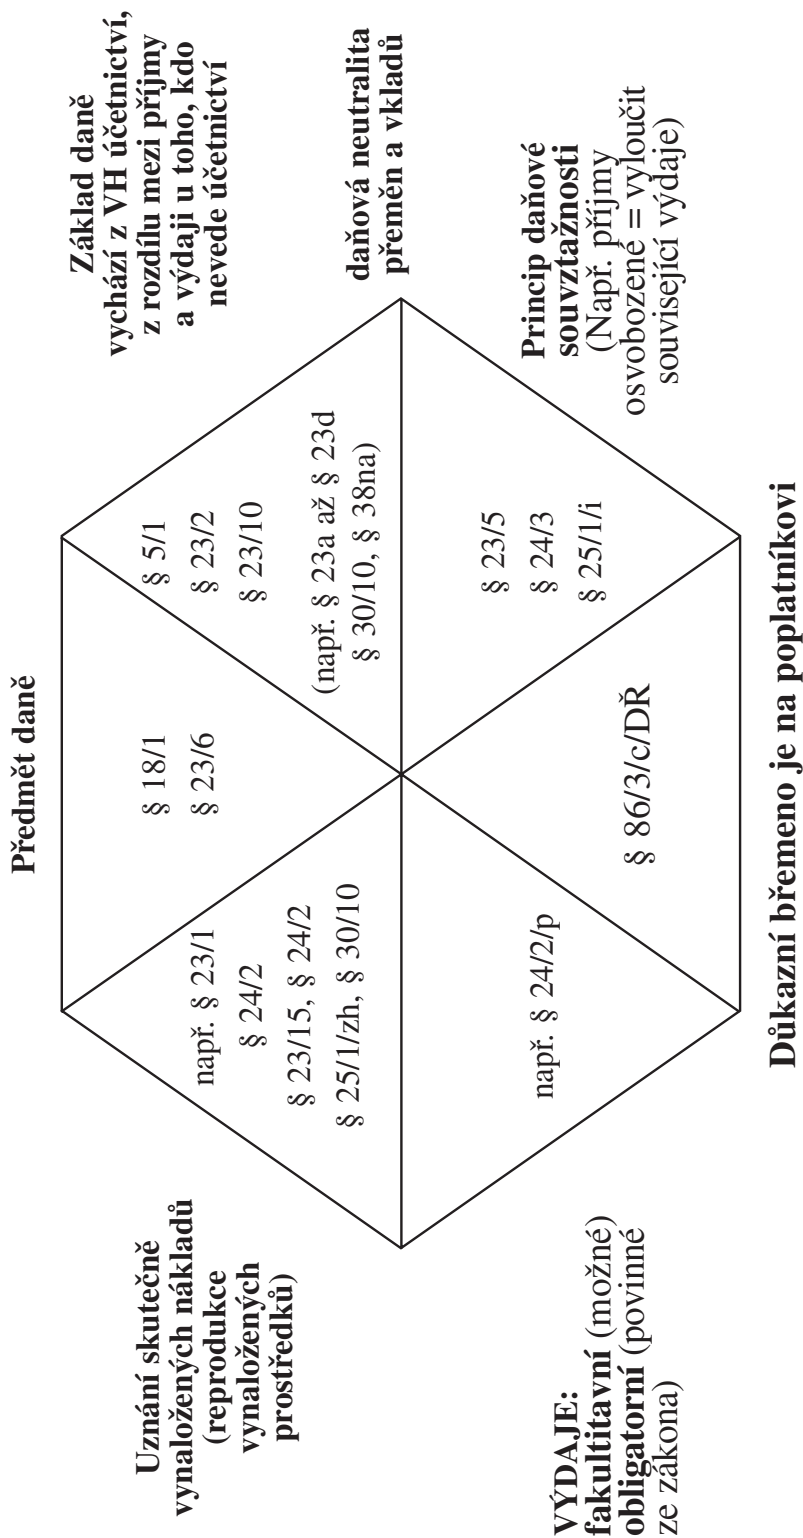 Předmět daně
Uznání skutečně
vynaložených nákladů
(reprodukce
vynaložených
prostředků)
např. § 23/1
§ 24/2
§ 23/15, § 24/2
§ 25/1/zh, § 30/10
§ 18/1
§ 23/6
§ 5/1
§ 23/2
§ 23/10
(např. § 23a až § 23d
§ 30/10, § 38na)
Základ daně
vychází z VH účetnictví,
z rozdílu mezi příjmy
a výdaji u toho, kdo
nevede účetnictví
daňová neutralita
přeměn a vkladů
VÝDAJE:
fakultitavní (možné)
obligatorní (povinné
ze zákona)
např. § 24/2/p
§ 86/3/c/DŘ
§ 23/5
§ 24/3
§ 25/1/i
Princip daňové
souvztažnosti
(Např. příjmy
osvobozené = vyloučit
související výdaje)
Důkazní břemeno je na poplatníkovi